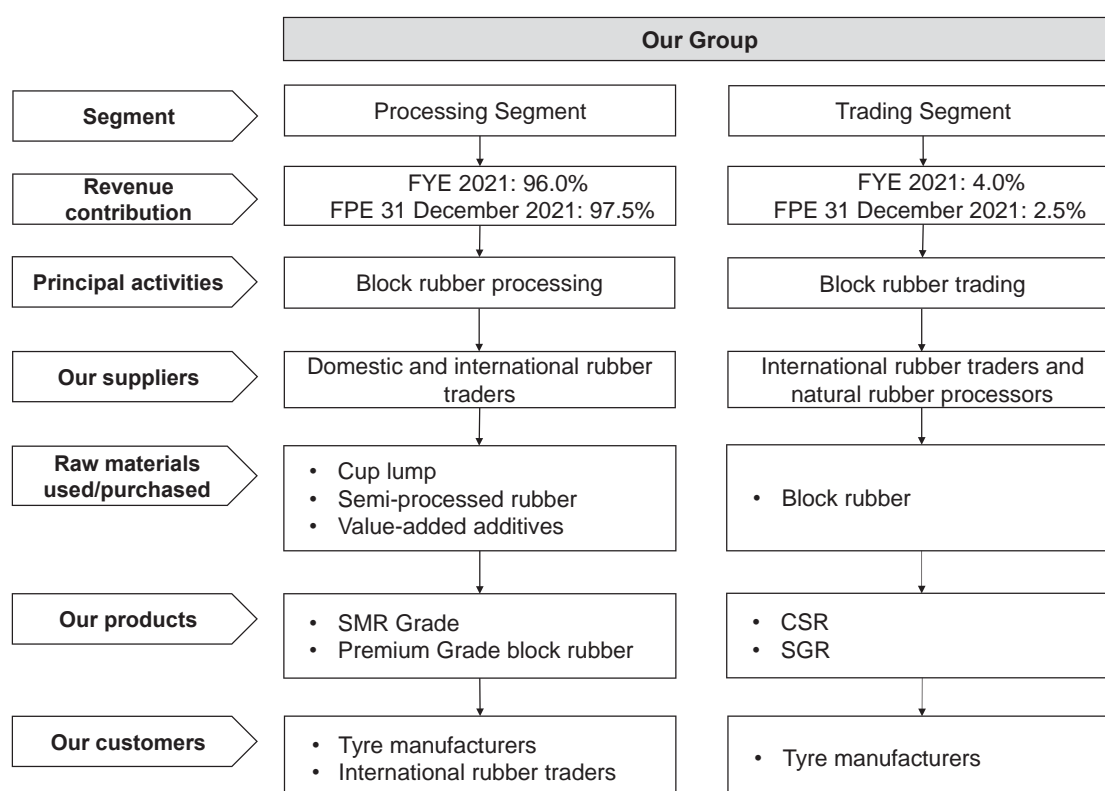 Our Group
Segment
Processing Segment
Trading Segment
Revenue
contribution
FYE 2021: 96.0%
FPE 31 December 2021: 97.5%
FYE 2021: 4.0%
FPE 31 December 2021: 2.5%
Principal activities
Block rubber processing
Block rubber trading
Our suppliers
Domestic and international rubber
traders
International rubber traders and
natural rubber processors
Raw materials
used/purchased
• Cup lump
• Semi-processed rubber
• Value-added additives
• Block rubber
Our products
• SMR Grade
• Premium Grade block rubber
• CSR
• SGR
Our customers
• Tyre manufacturers
• International rubber traders
• Tyre manufacturers